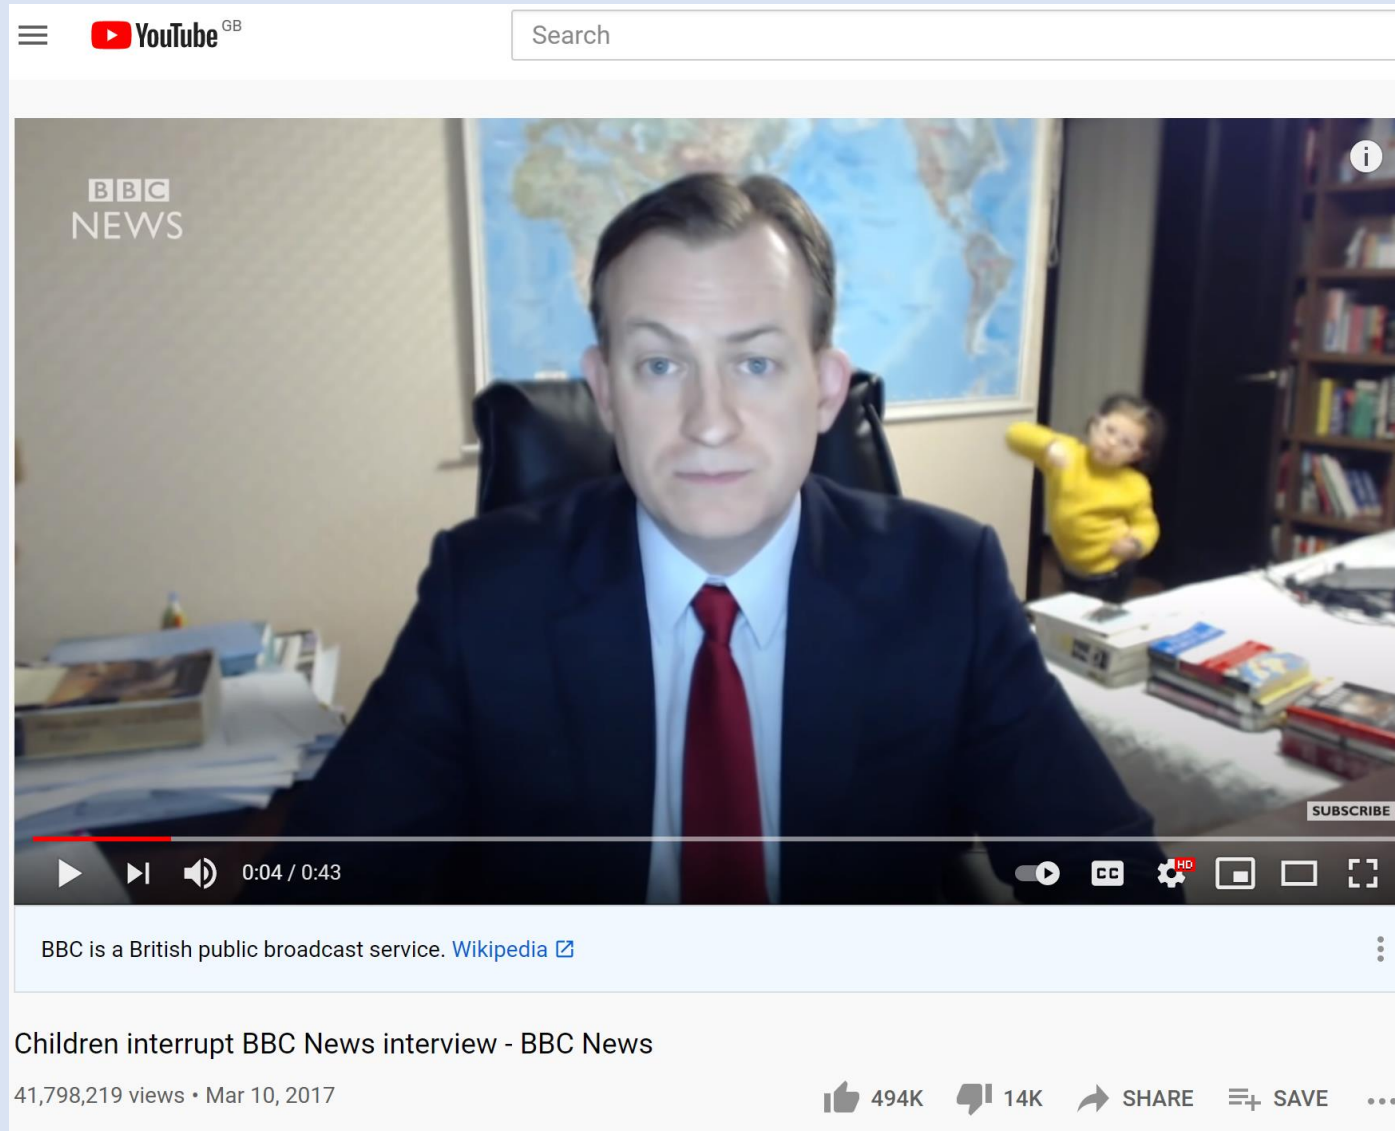 YouTube GB
Search
BBC
NEWS
SUBSCRIBE
0:04 / 0:43
CC
HD
BBC is a British public broadcast service. Wikipedia
Children interrupt BBC News interview - BBC News
41,798,219 views • Mar 10, 2017
494K
14K
SHARE
SAVE